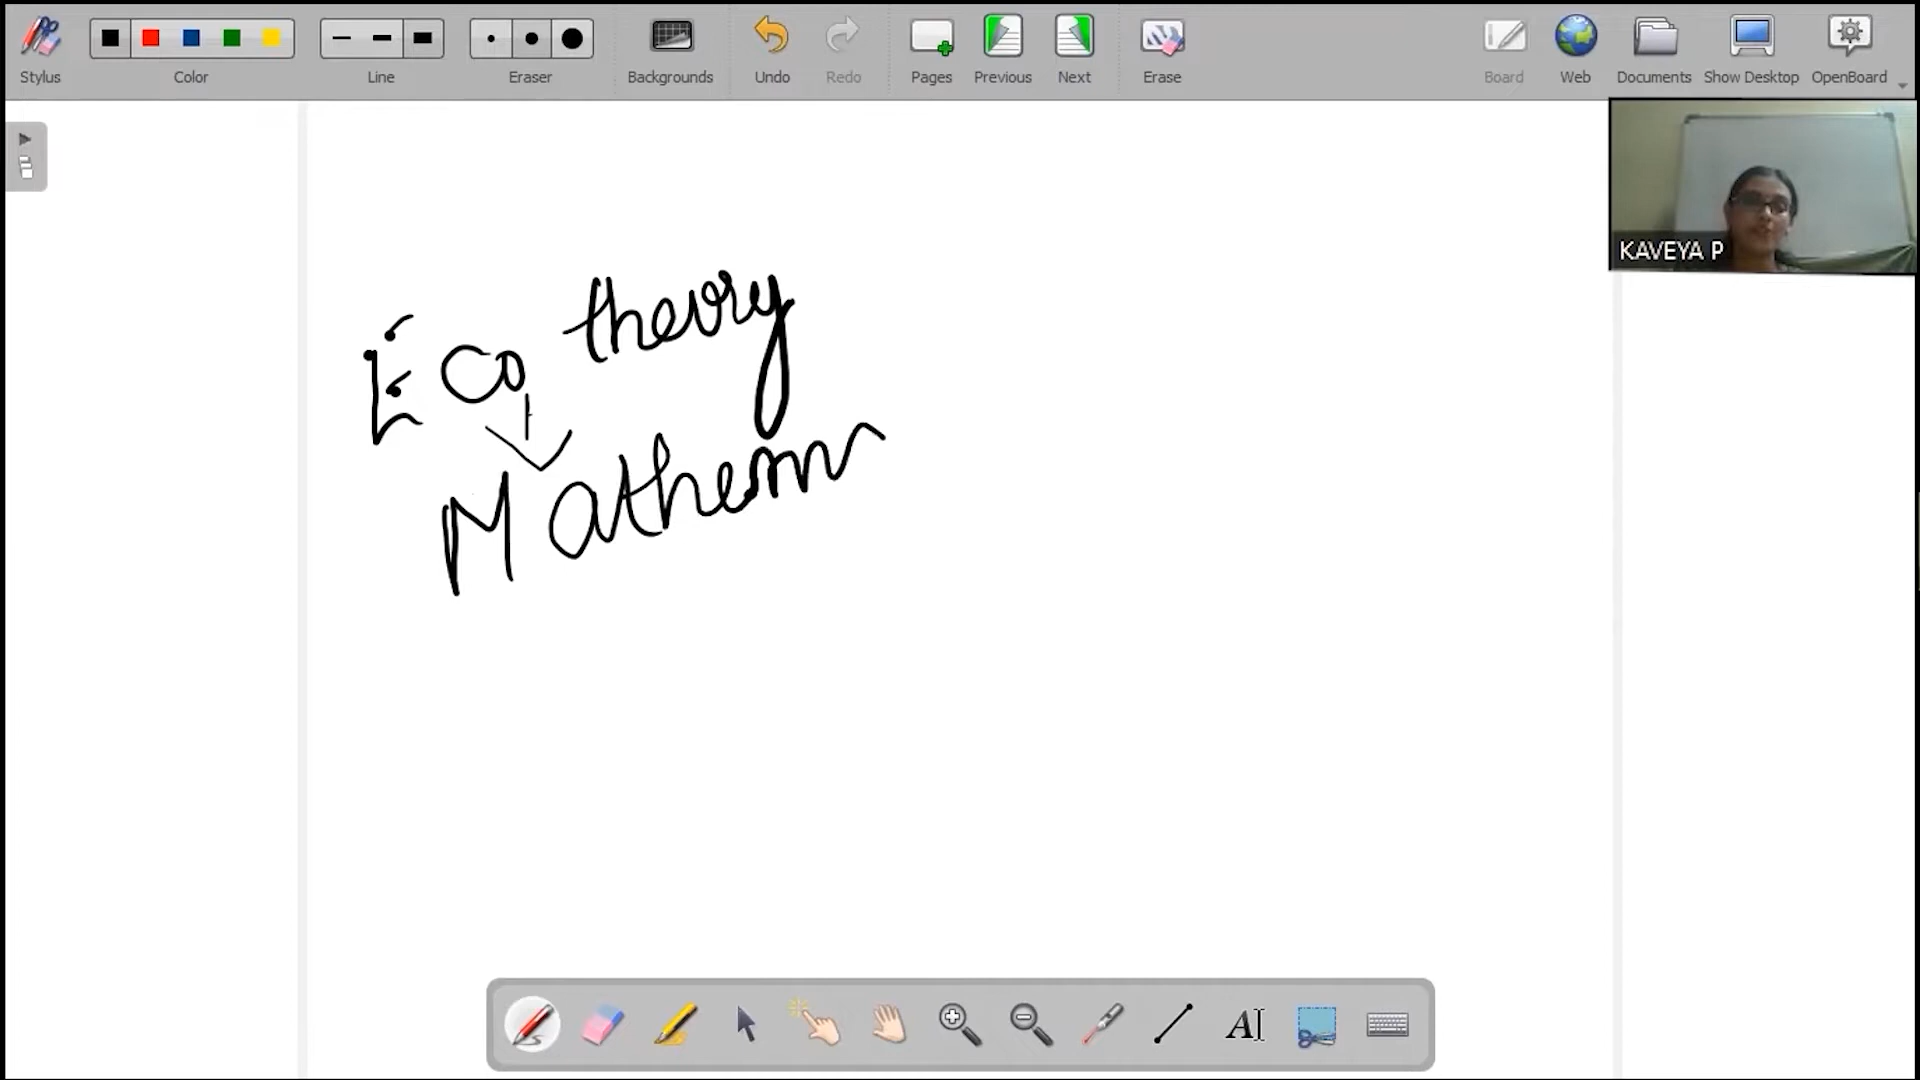 Stylus Color Line Eraser Backgrounds Undo Redo Pages Previous Next Erase Board Web Documents Show Desktop OpenBoard
KAVEYA P
Eco theory
Mathem